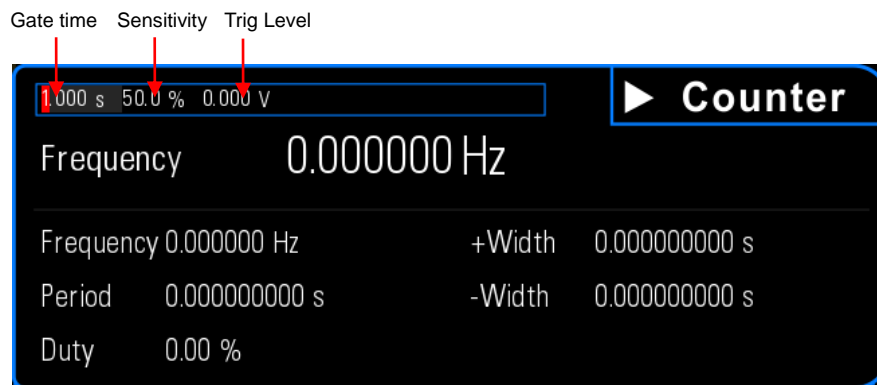 Gate time Sensitivity Trig Level
1.000 s 50.0 % 0.000 V
Counter
Frequency 0.000000 Hz
Frequency 0.000000 Hz +Width 0.000000000 s
Period 0.000000000 s -Width 0.000000000 s
Duty 0.00 %